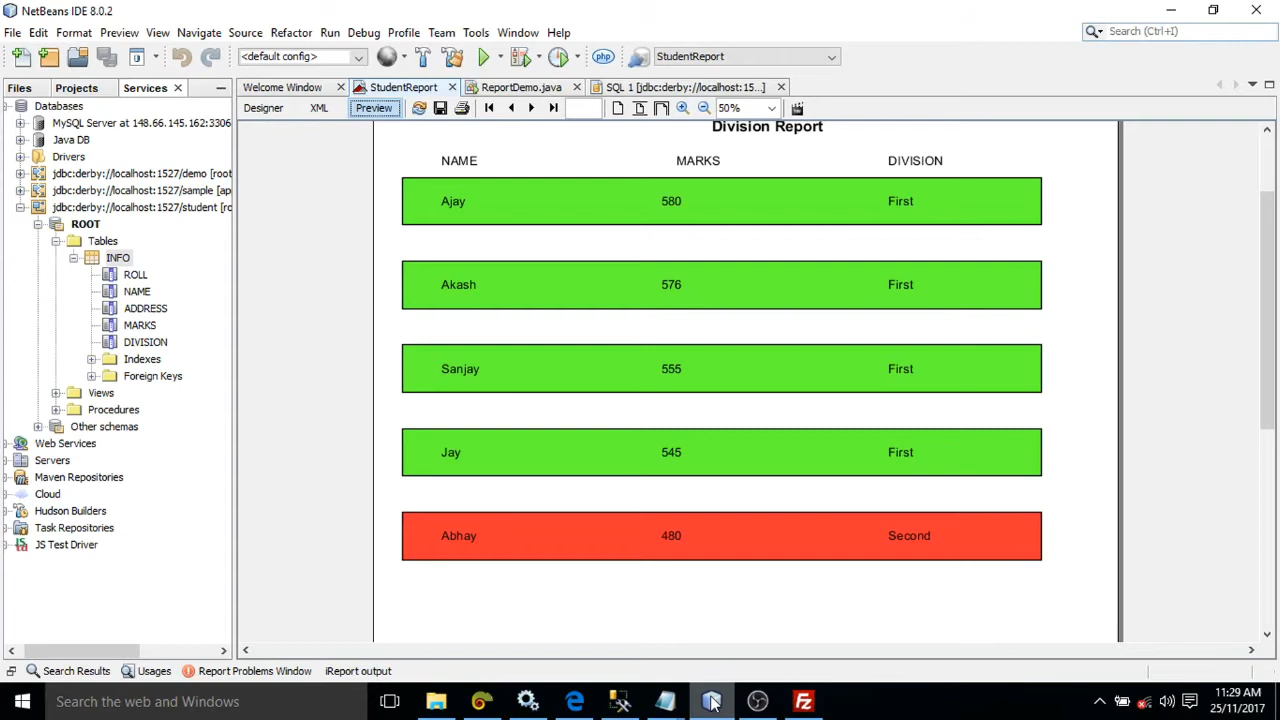 NetBeans IDE 8.0.2
File Edit Format Preview View Navigate Source Refactor Run Debug Profile Team Tools Window Help
Search (Ctrl+I)
<default config>
php
StudentReport
Files Projects Services
Welcome Window StudentReport ReportDemo.java SQL 1 [jdbc:derby://localhost:15...]
Designer XML Preview 50%
Databases
MySQL Server at 148.66.145.162:3306
Java DB
Drivers
jdbc:derby://localhost:1527/demo [root
jdbc:derby://localhost:1527/sample [ap
jdbc:derby://localhost:1527/student [ro
ROOT
Tables
INFO
ROLL
NAME
ADDRESS
MARKS
DIVISION
Indexes
Foreign Keys
Views
Procedures
Other schemas
Web Services
Servers
Maven Repositories
Cloud
Hudson Builders
Task Repositories
JS Test Driver
Division Report
NAME MARKS DIVISION
Ajay 580 First
Akash 576 First
Sanjay 555 First
Jay 545 First
Abhay 480 Second
Search Results Usages Report Problems Window iReport output
Search the web and Windows
11:29 AM
25/11/2017